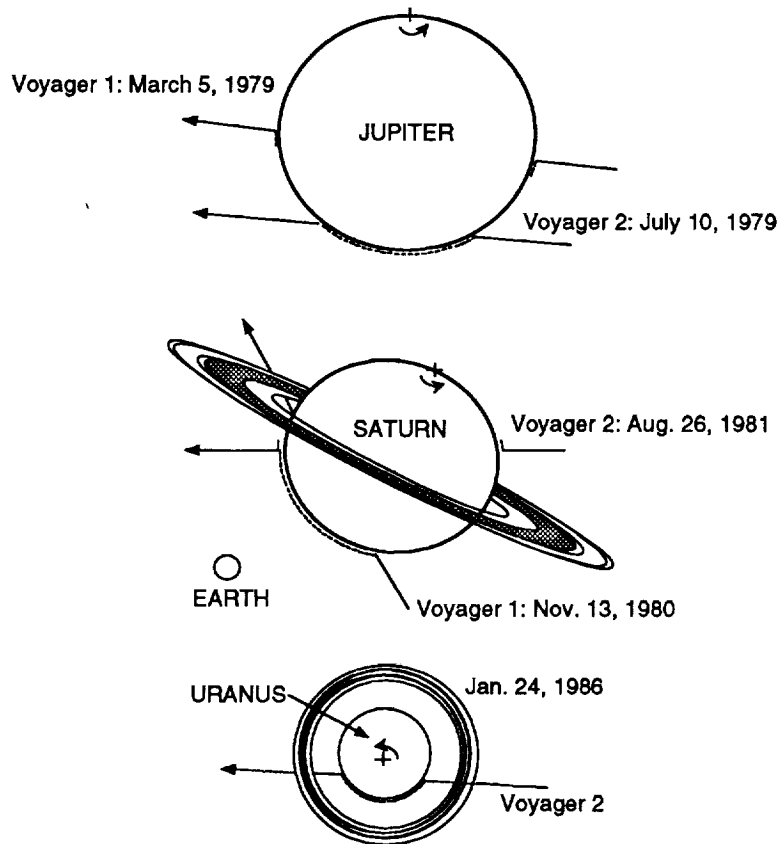 Voyager 1: March 5, 1979
JUPITER
Voyager 2: July 10, 1979
SATURN
Voyager 2: Aug. 26, 1981
EARTH
Voyager 1: Nov. 13, 1980
URANUS
Jan. 24, 1986
Voyager 2